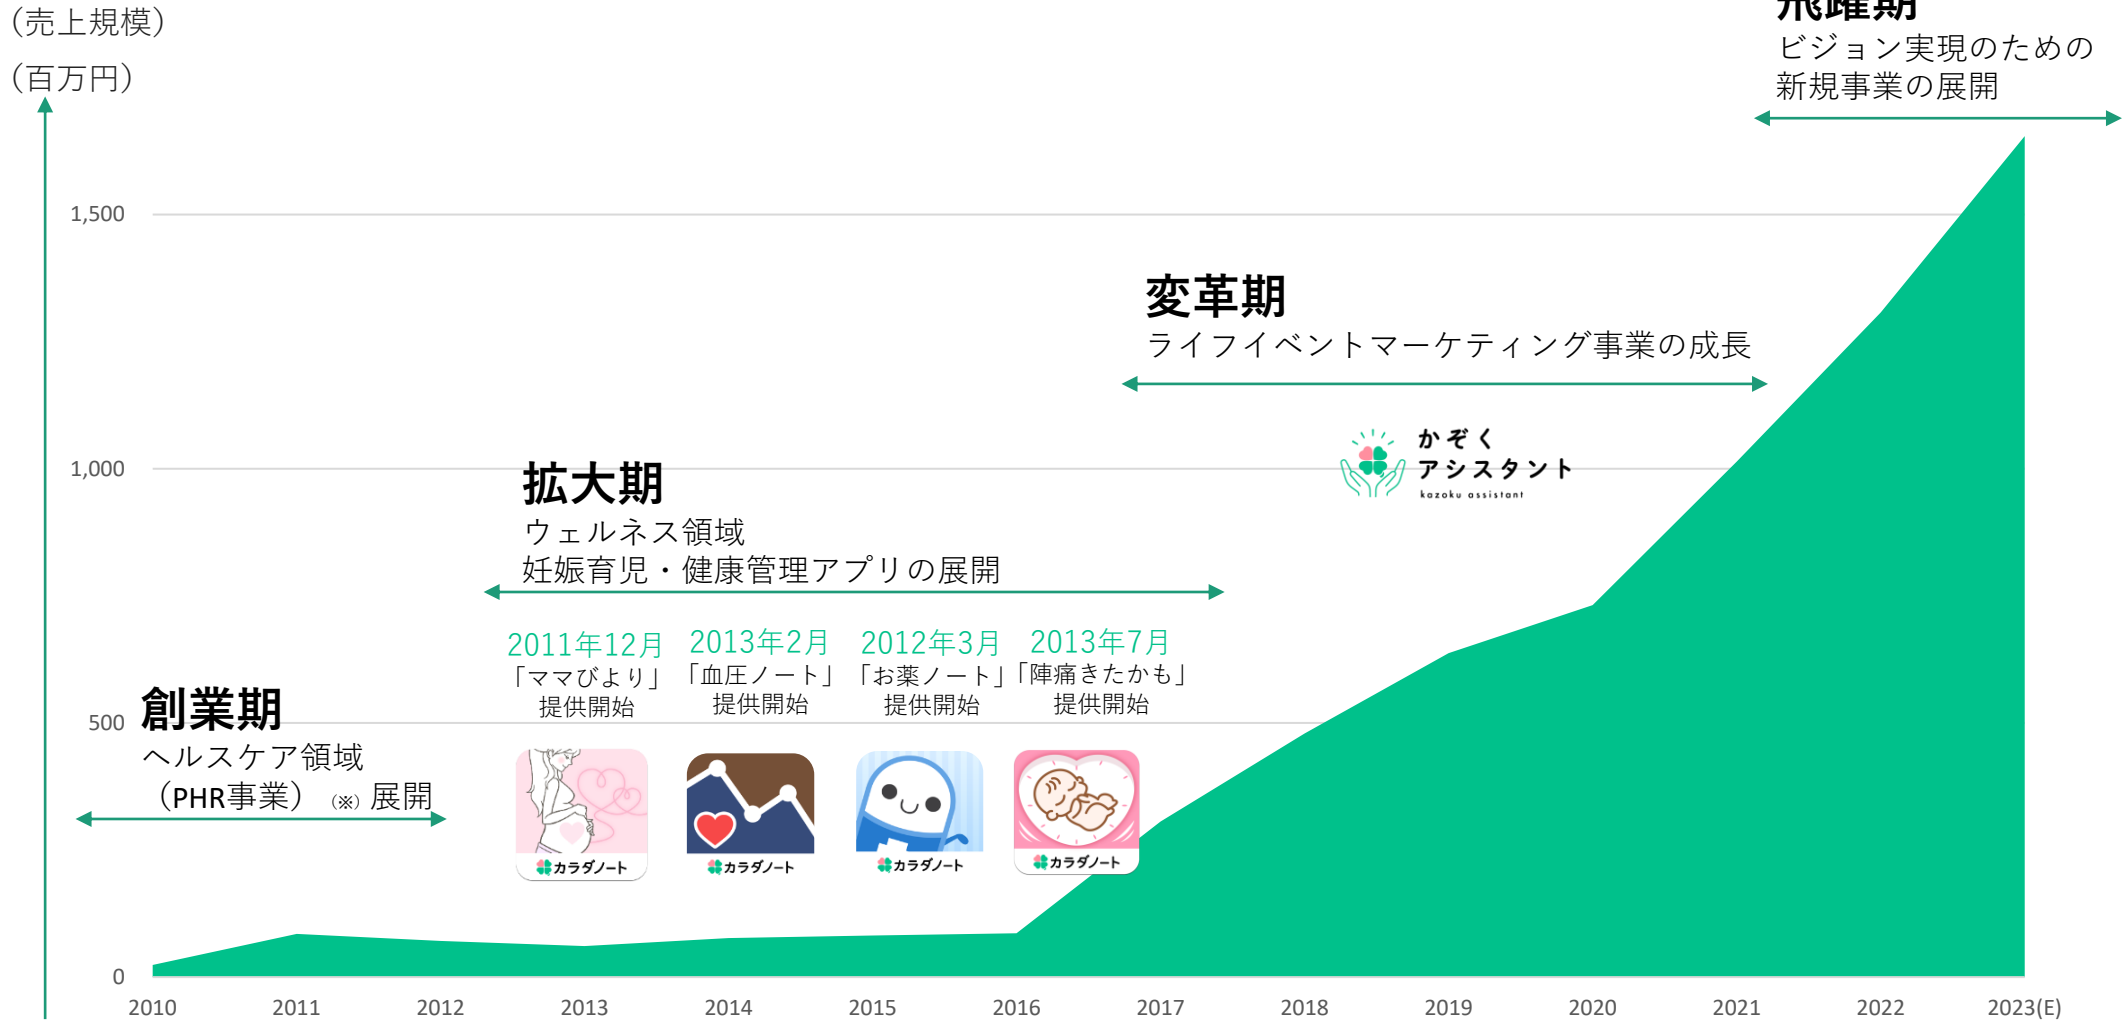 （売上規模）
（百万円）
飛躍期
ビジョン実現のための
新規事業の展開
1,500
変革期
ライフイベントマーケティング事業の成長
かぞく
アシスタント
kazoku assistant
1,000
拡大期
ウェルネス領域
妊娠育児・健康管理アプリの展開
2011年12月
「ママびより」
提供開始
2013年2月
「血圧ノート」
提供開始
2012年3月
「お薬ノート」
提供開始
2013年7月
「陣痛きたかも」
提供開始
カラダノート
カラダノート
カラダノート
カラダノート
500
創業期
ヘルスケア領域
（PHR事業）（※）展開
0
2010 2011 2012 2013 2014 2015 2016 2017 2018 2019 2020 2021 2022 2023(E)